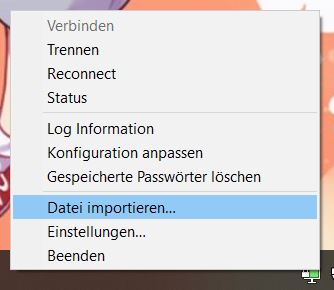 Verbinden
Trennen
Reconnect
Status
Log Information
Konfiguration anpassen
Gespeicherte Passwörter löschen
Datei importieren...
Einstellungen...
Beenden